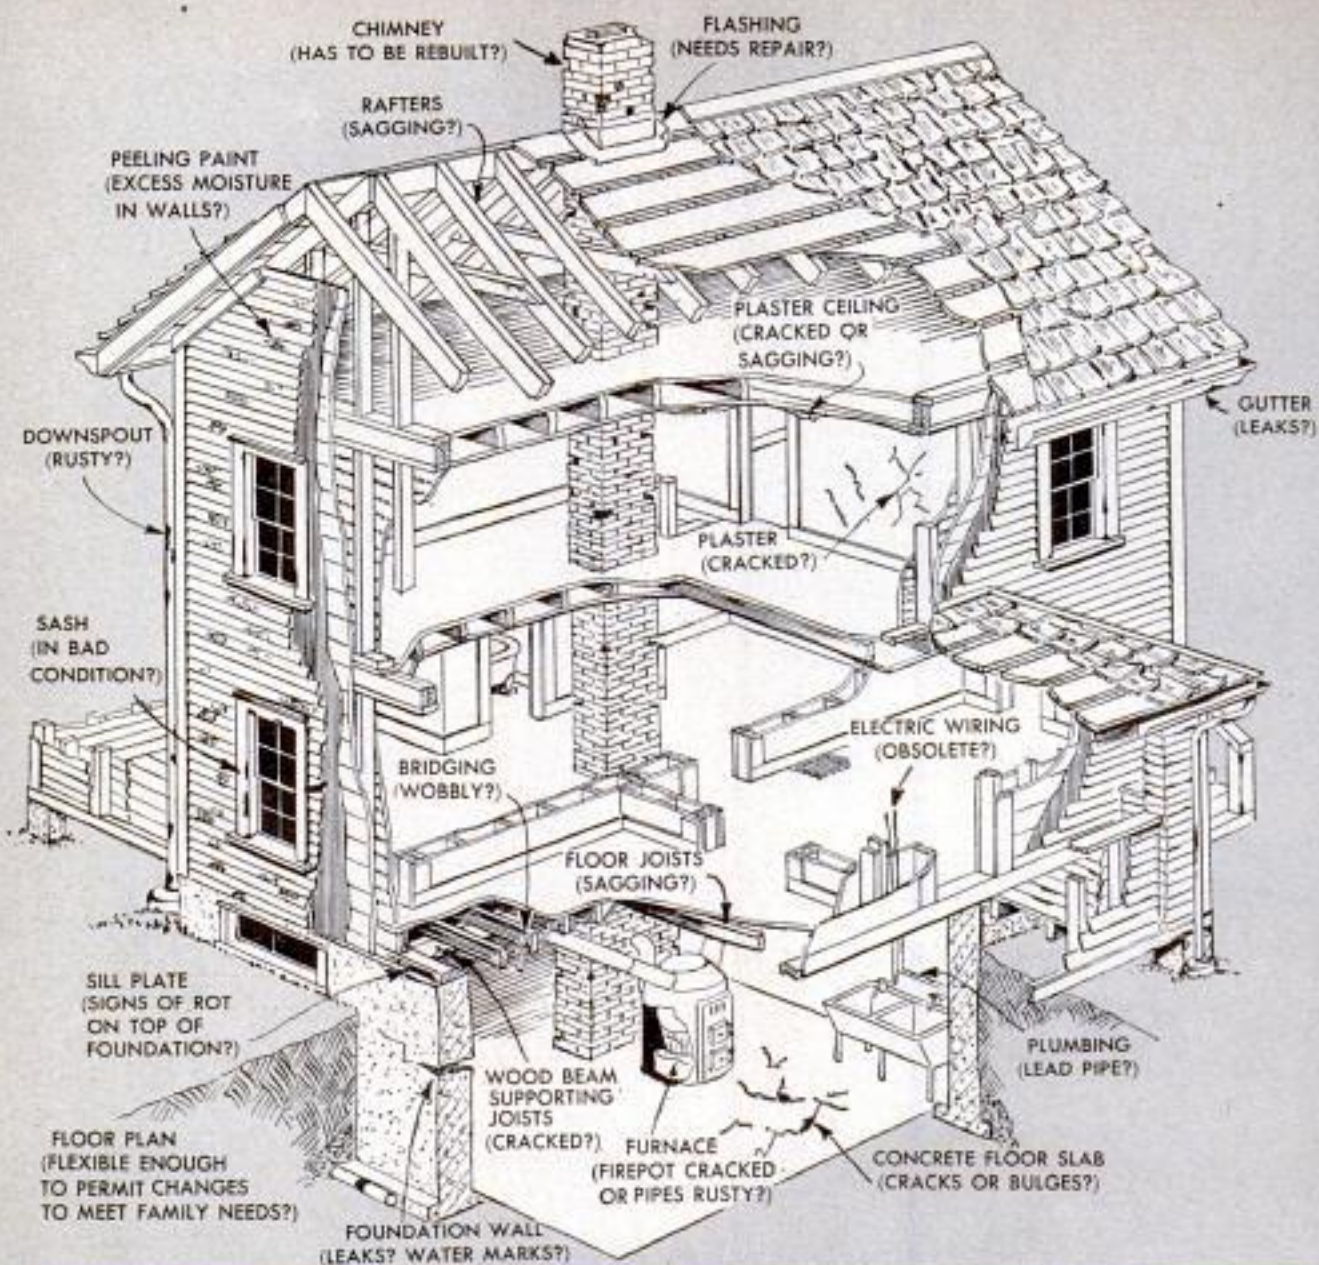 CHIMNEY
(HAS TO BE REBUILT?)
FLASHING
(NEEDS REPAIR?)
RAFTERS
(SAGGING?)
PEELING PAINT
(EXCESS MOISTURE
IN WALLS?)
PLASTER CEILING
(CRACKED OR
SAGGING?)
GUTTER
(LEAKS?)
DOWNSPOUT
(RUSTY?)
PLASTER
(CRACKED?)
SASH
(IN BAD
CONDITION?)
ELECTRIC WIRING
(OBSOLETE?)
BRIDGING
(WOBBLY?)
FLOOR JOISTS
(SAGGING?)
SILL PLATE
(SIGNS OF ROT
ON TOP OF
FOUNDATION?)
PLUMBING
(LEAD PIPE?)
WOOD BEAM
SUPPORTING
JOISTS
(CRACKED?)
FLOOR PLAN
(FLEXIBLE ENOUGH
TO PERMIT CHANGES
TO MEET FAMILY NEEDS?)
FURNACE
(FIREPOT CRACKED
OR PIPES RUSTY?)
CONCRETE FLOOR SLAB
(CRACKS OR BULGES?)
FOUNDATION WALL
(LEAKS? WATER MARKS?)